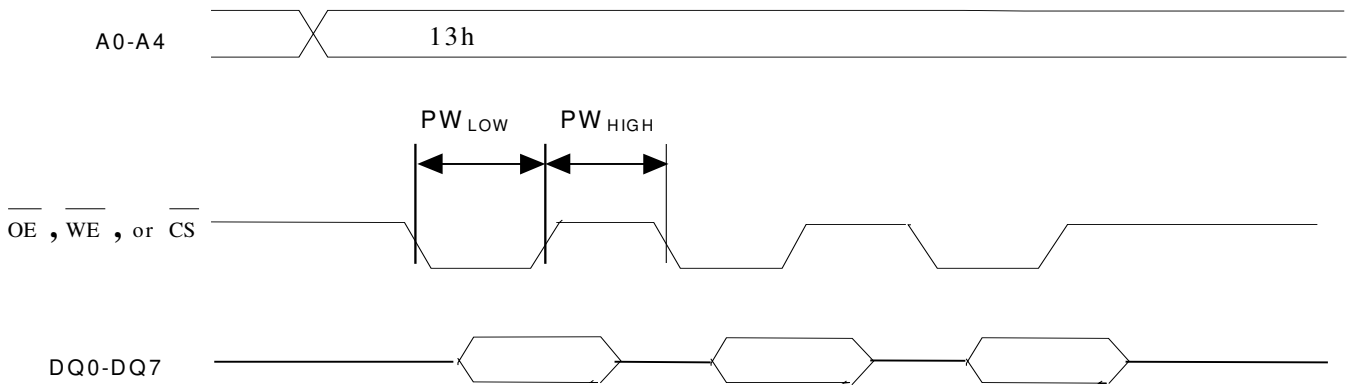 A0-A4
13h
PW LOW PW HIGH
OE , WE , or CS
DQ0-DQ7